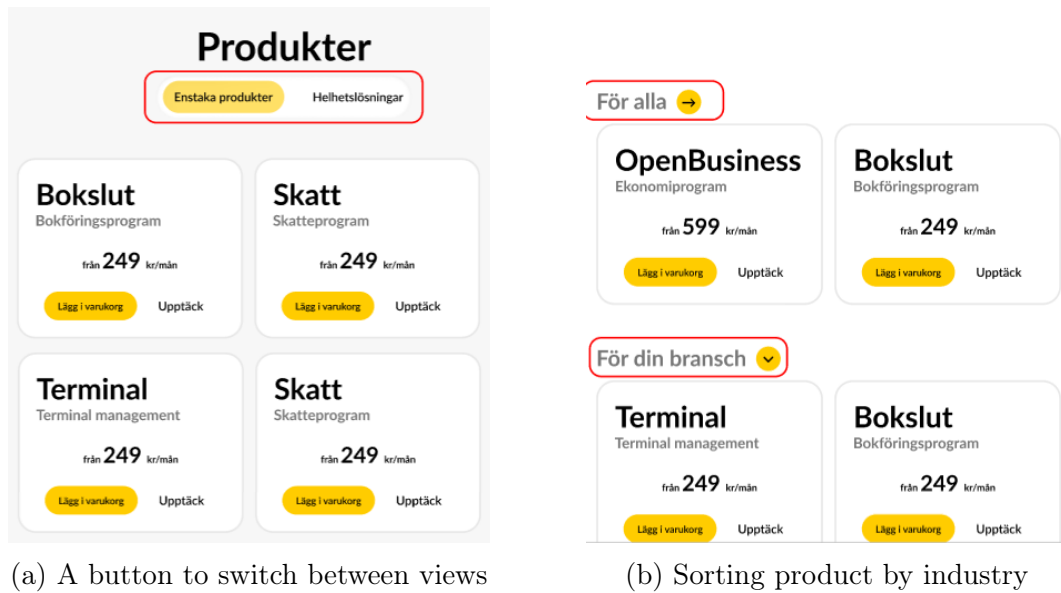 Produkter
Enstaka produkter Helhetslösningar
Bokslut
Bokföringsprogram
från 249 kr/mån
Lägg i varukorg Upptäck
Skatt
Skatteprogram
från 249 kr/mån
Lägg i varukorg Upptäck
Terminal
Terminal management
från 249 kr/mån
Lägg i varukorg Upptäck
Skatt
Skatteprogram
från 249 kr/mån
Lägg i varukorg Upptäck
(a) A button to switch between views
För alla →
OpenBusiness
Ekonomiprogram
från 599 kr/mån
Lägg i varukorg Upptäck
Bokslut
Bokföringsprogram
från 249 kr/mån
Lägg i varukorg Upptäck
För din bransch
Terminal
Terminal management
från 249 kr/mån
Lägg i varukorg Upptäck
Bokslut
Bokföringsprogram
från 249 kr/mån
Lägg i varukorg Upptäck
(b) Sorting product by industry